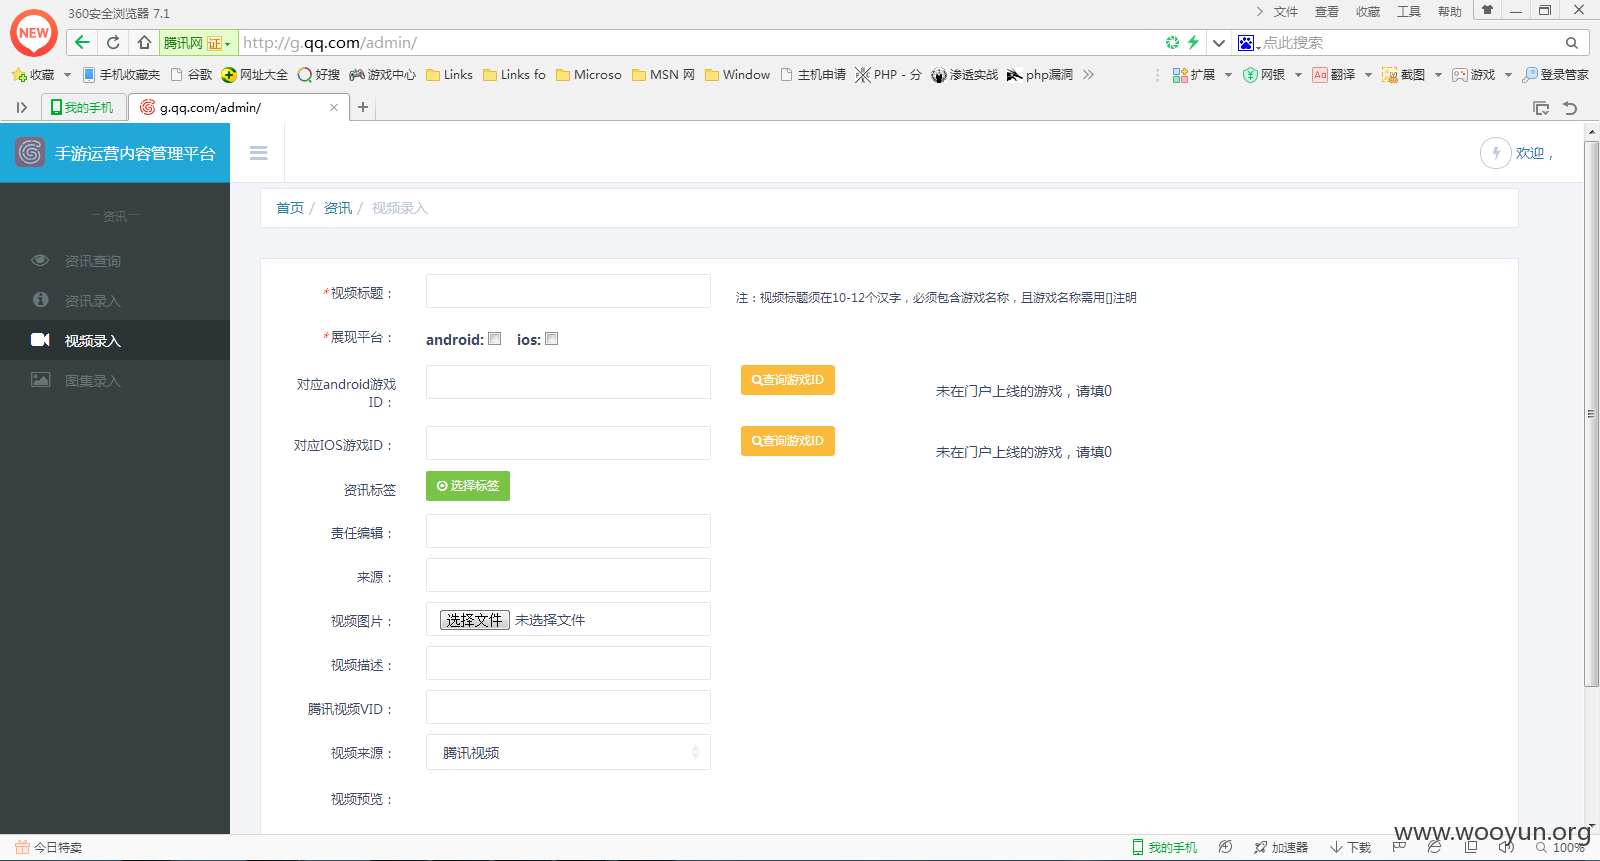 360安全浏览器 7.1
文件 查看 收藏 工具 帮助
NEW
腾讯网 证 http://g.qq.com/admin/ 点此搜索
收藏 手机收藏夹 谷歌 网址大全 好搜 游戏中心 Links Links fo Microso MSN 网 Window 主机申请 PHP - 分 渗透实战 php漏洞 扩展 网银 翻译 截图 游戏 登录管家
我的手机 g.qq.com/admin/
手游运营内容管理平台
欢迎，
资讯
资讯查询
资讯录入
视频录入
图集录入
首页 / 资讯 / 视频录入
*视频标题： 注：视频标题须在10-12个汉字，必须包含游戏名称，且游戏名称需用[]注明
*展现平台： android: ios:
对应android游戏ID： 查询游戏ID 未在门户上线的游戏，请填0
对应IOS游戏ID： 查询游戏ID 未在门户上线的游戏，请填0
资讯标签 选择标签
责任编辑：
来源：
视频图片： 选择文件 未选择文件
视频描述：
腾讯视频VID：
视频来源： 腾讯视频
视频预览：
www.wooyun.org
今日特卖 我的手机 加速器 下载 100%